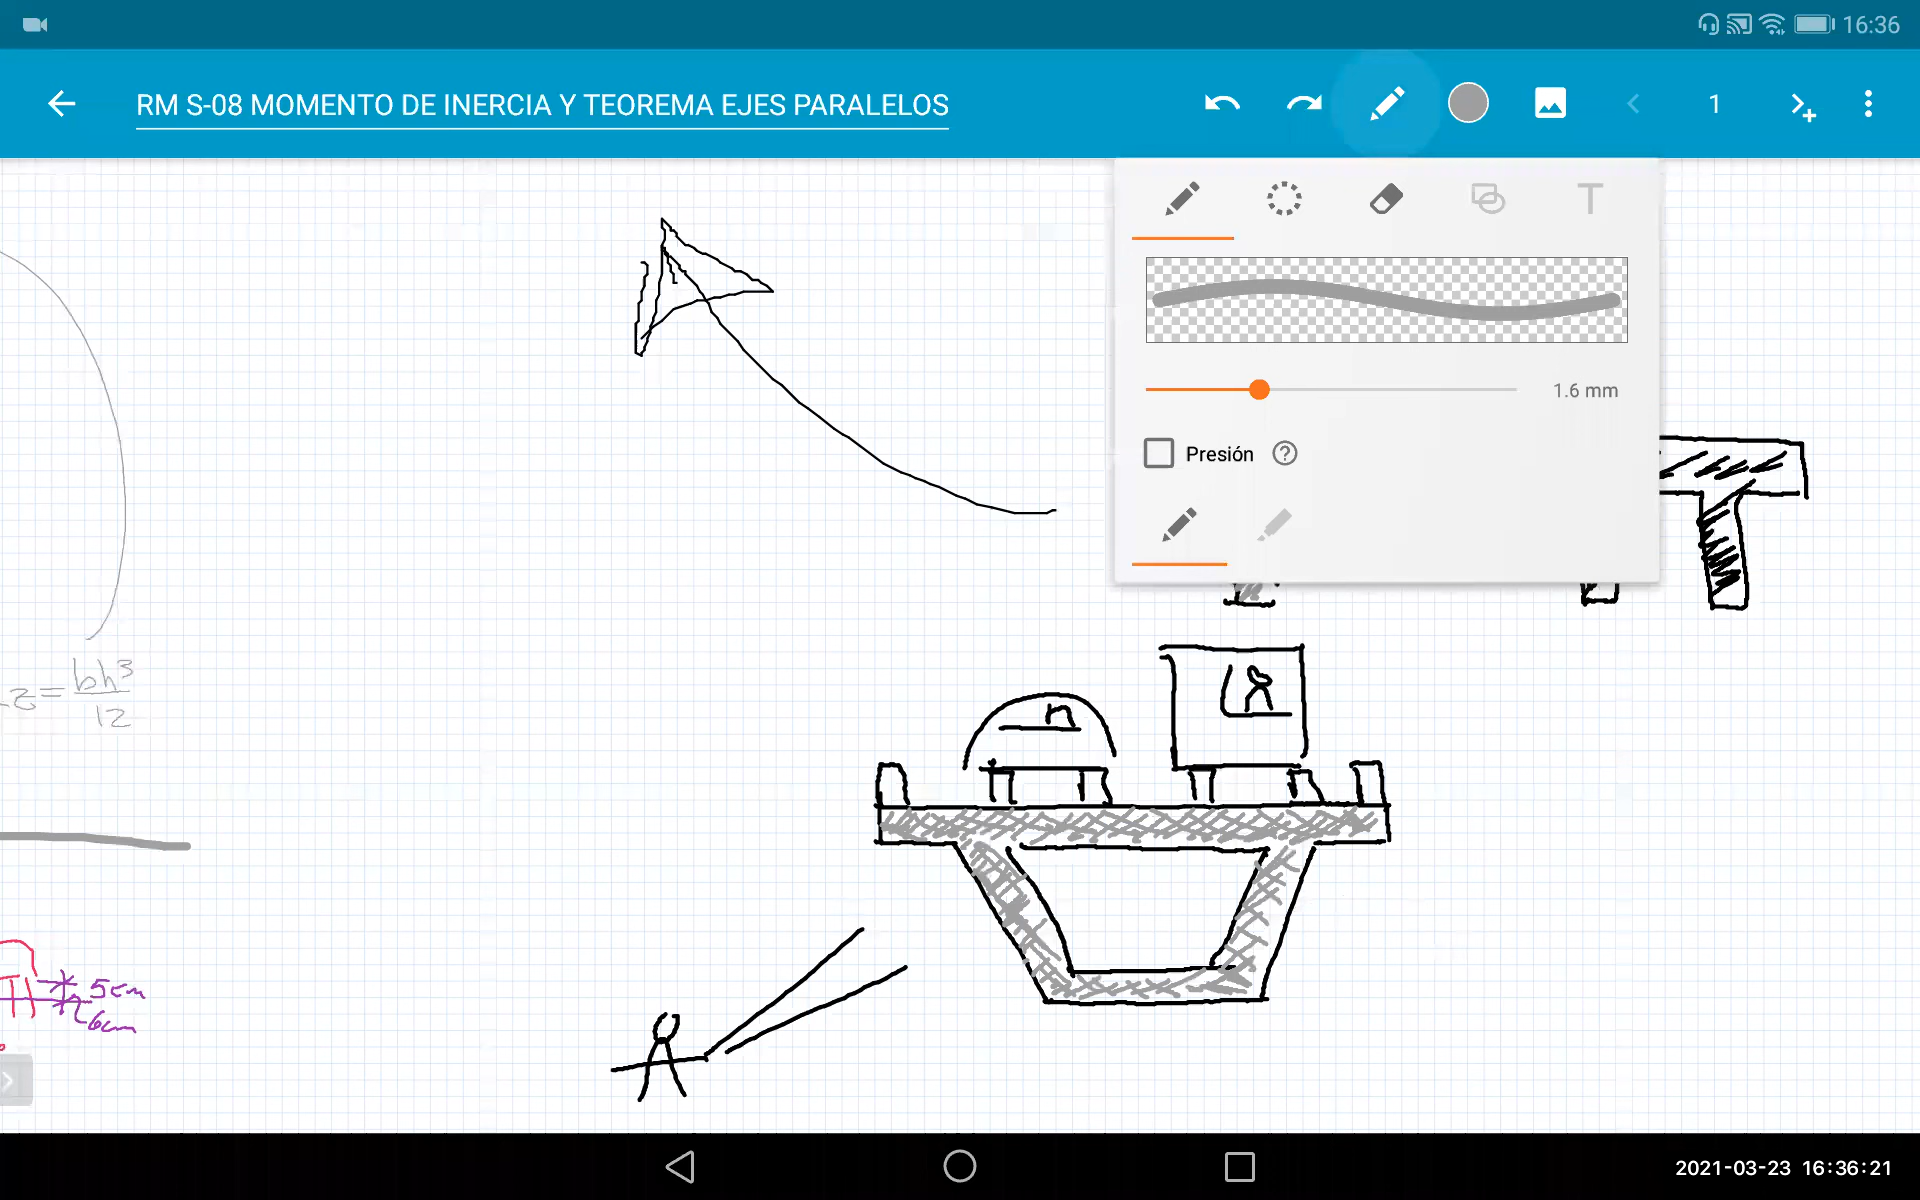 16:36
RM S-08 MOMENTO DE INERCIA Y TEOREMA EJES PARALELOS
1
T
1.6 mm
Presión
z = bh³
12
5cm
6cm
2021-03-23 16:36:21